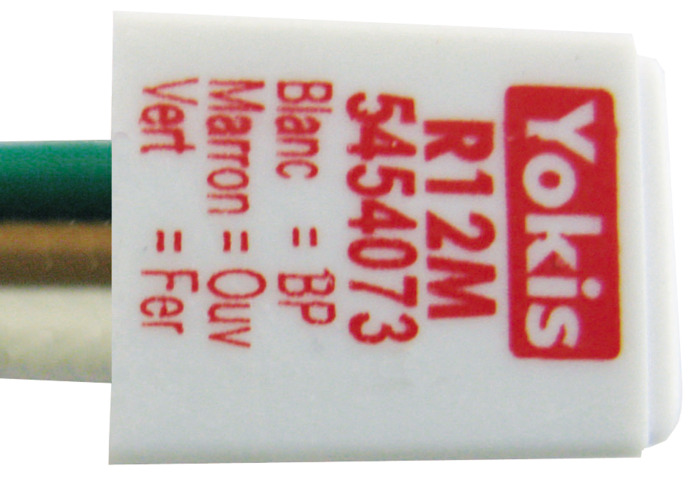 Yokis
R12M
5454073
Blanc = BP
Marron = Ouv
Vert = Fer